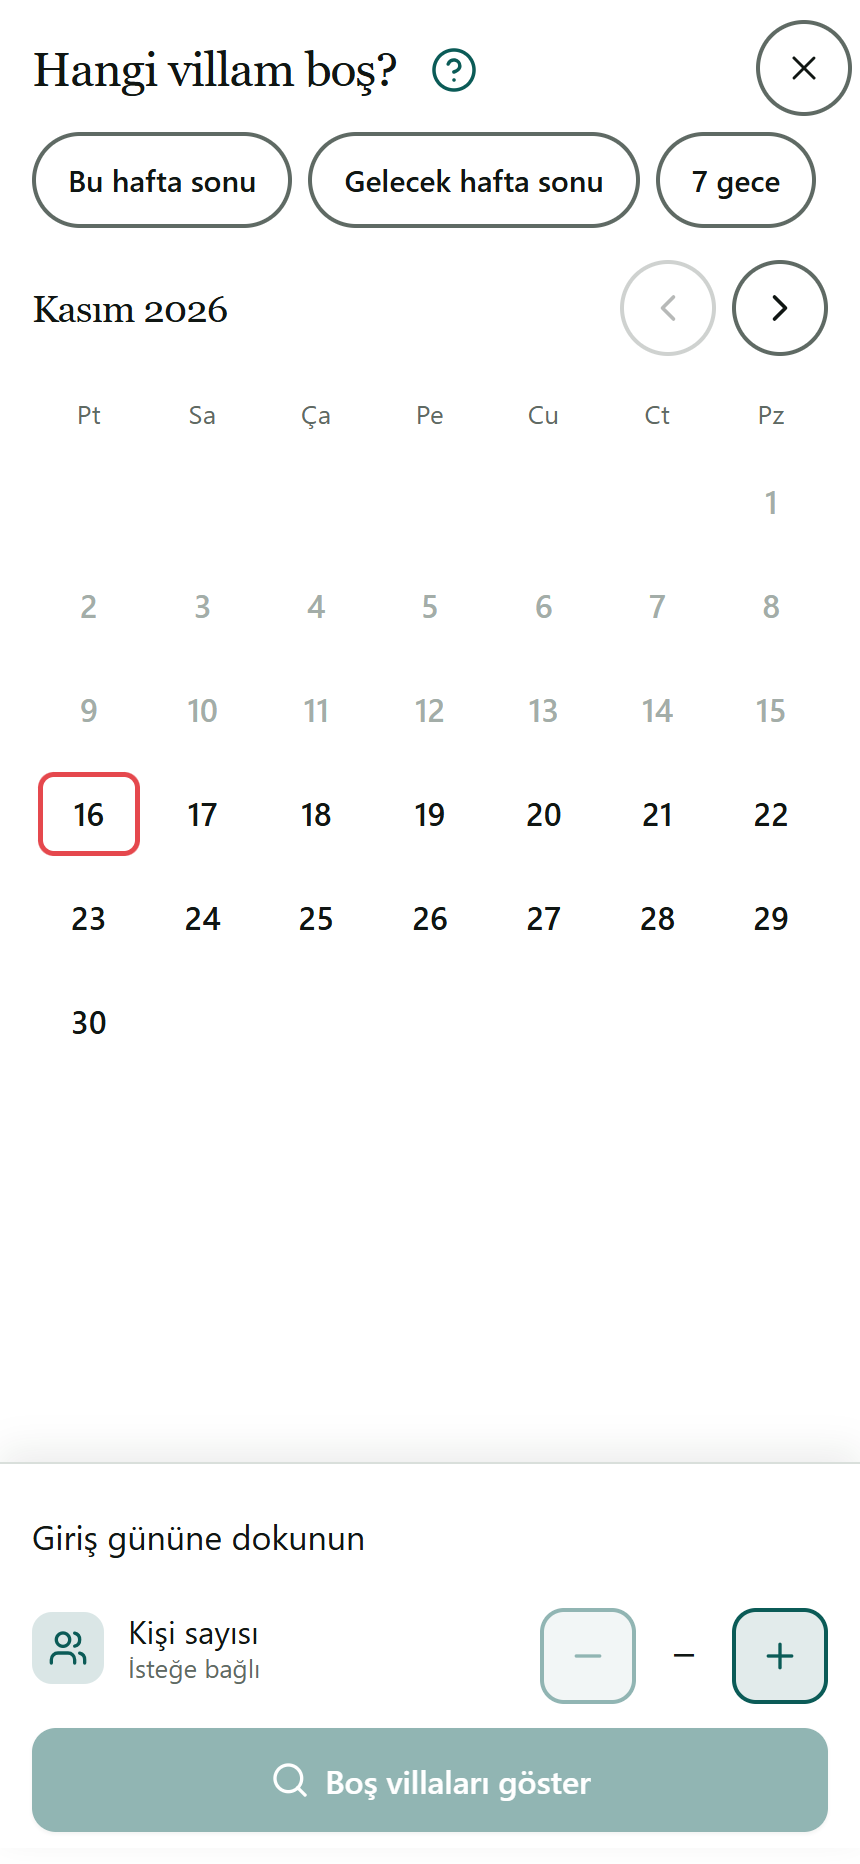 Hangi villam boş? ?
Bu hafta sonu Gelecek hafta sonu 7 gece
Kasım 2026
Pt Sa Ça Pe Cu Ct Pz
1
2 3 4 5 6 7 8
9 10 11 12 13 14 15
16 17 18 19 20 21 22
23 24 25 26 27 28 29
30
Giriş gününe dokunun
Kişi sayısı
İsteğe bağlı
− – +
Boş villaları göster